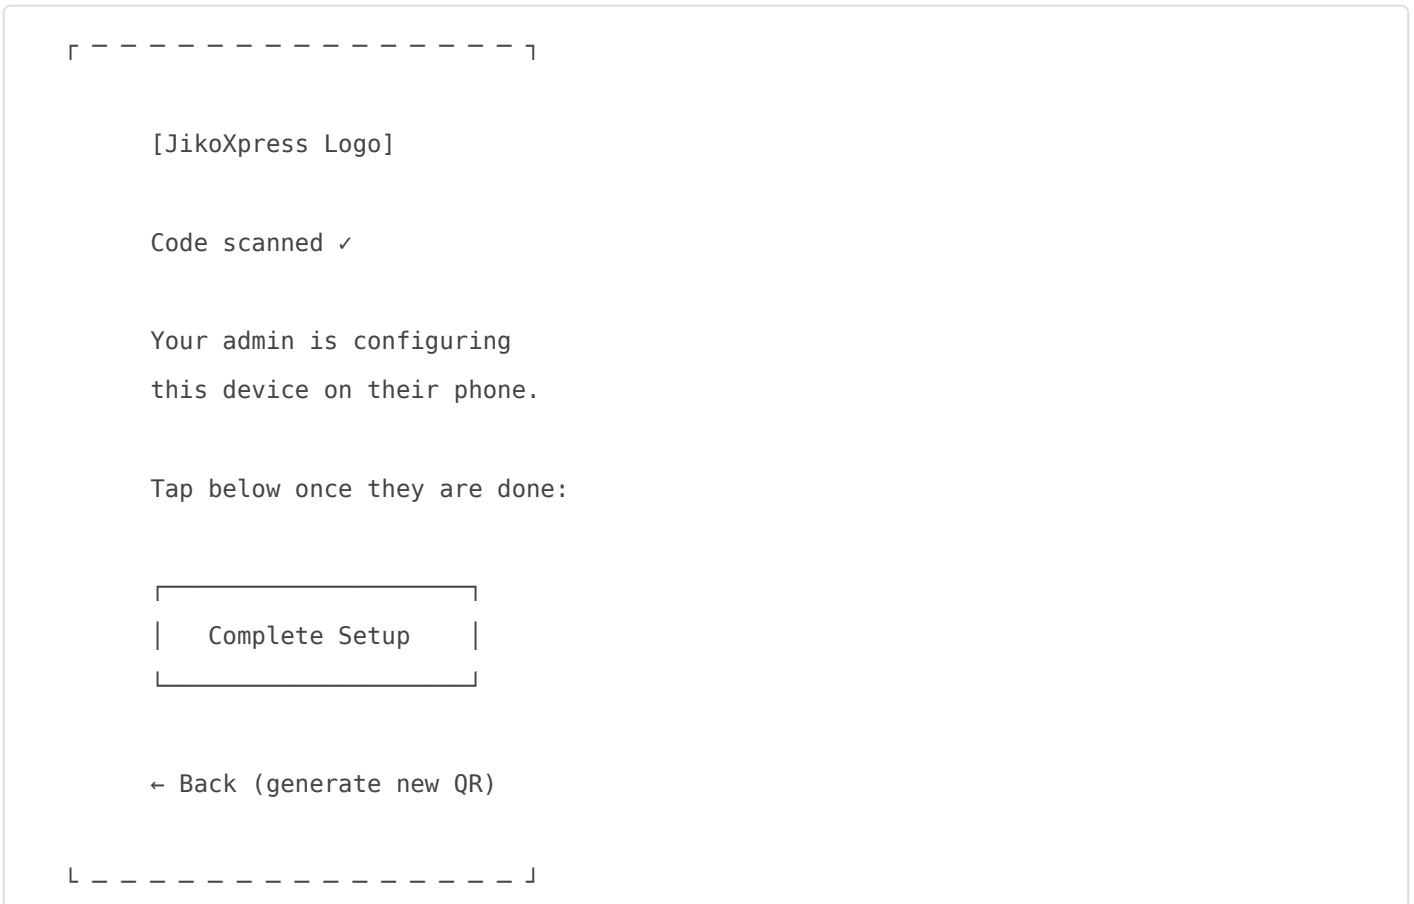 [JikoXpress Logo]
Code scanned ✓
Your admin is configuring
this device on their phone.
Tap below once they are done:
Complete Setup
← Back (generate new QR)